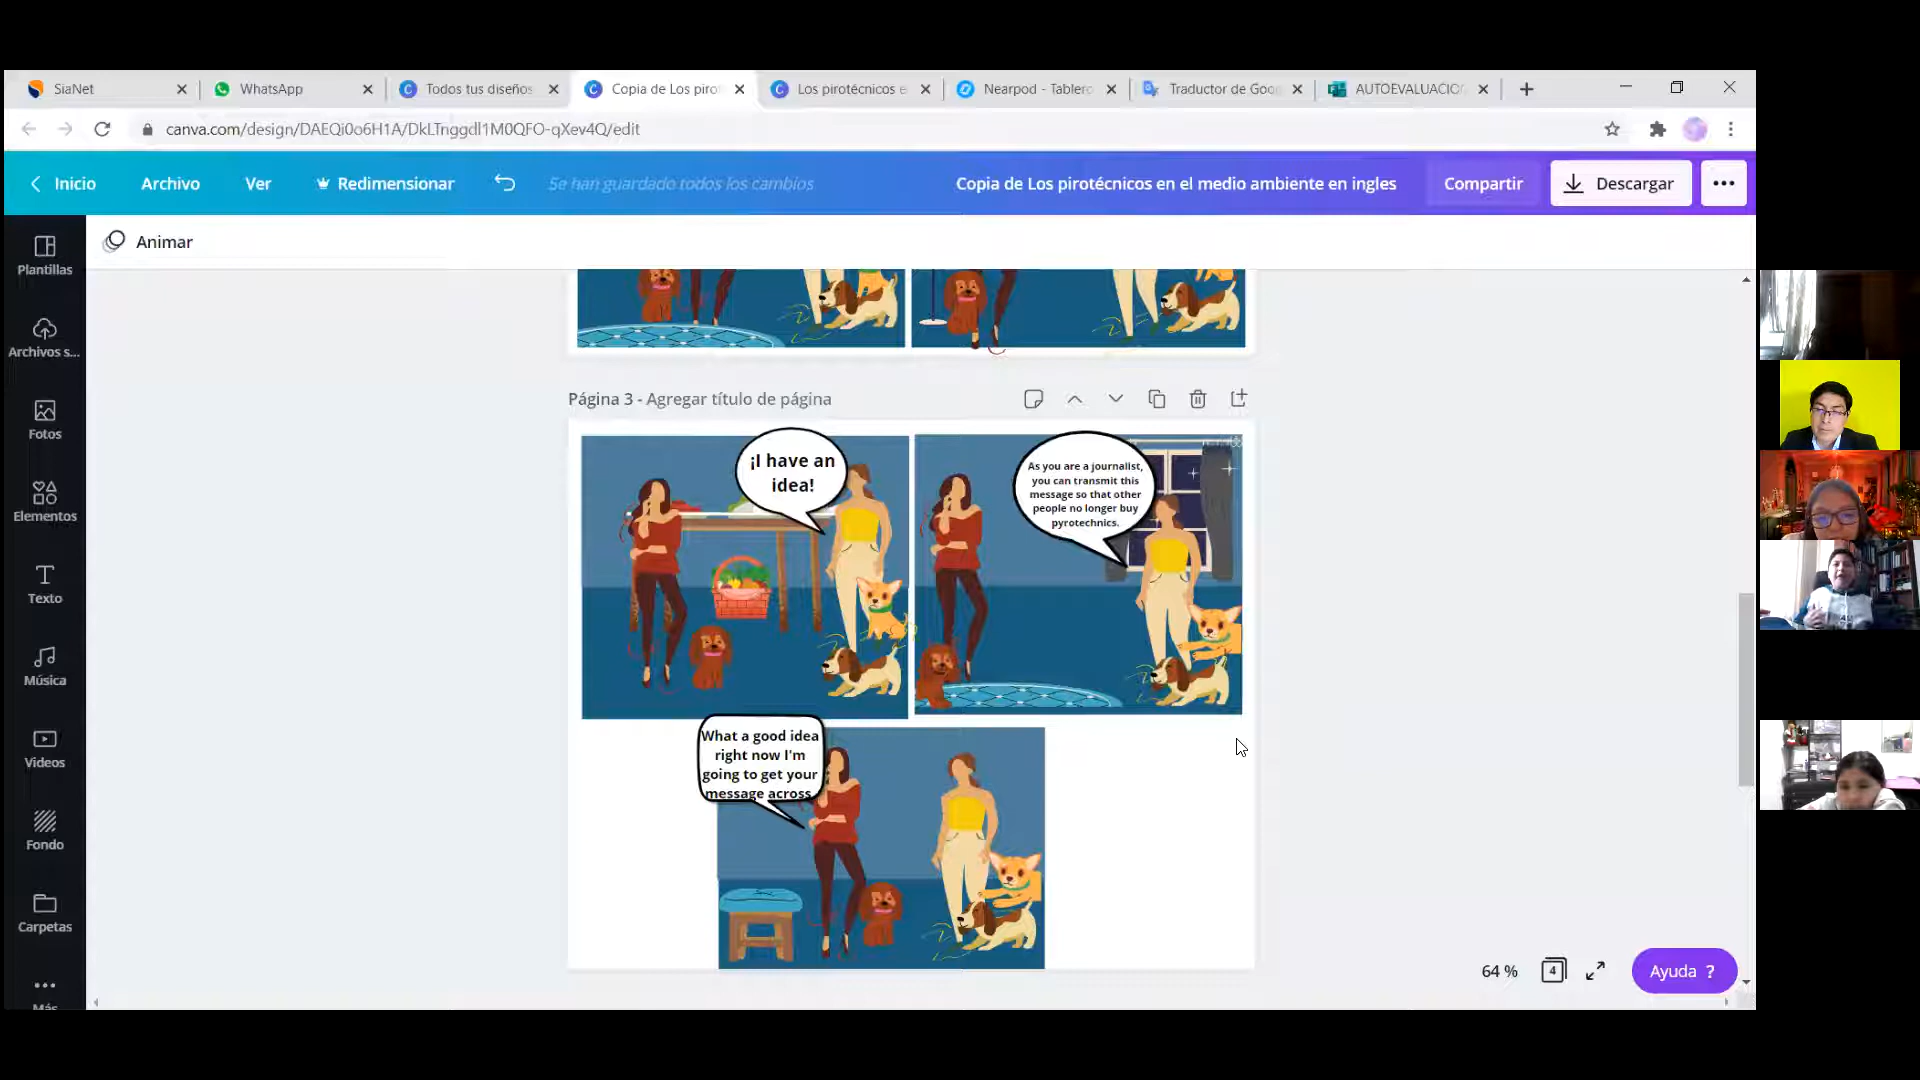 SiaNet
WhatsApp
Todos tus diseños
Copia de Los pirot
Los pirotécnicos e
Nearpod - Tablero
Traductor de Goo
AUTOEVALUACIO
canva.com/design/DAEQi0o6H1A/DkLTnggdl1M0QFO-qXev4Q/edit
Inicio
Archivo
Ver
Redimensionar
Se han guardado todos los cambios
Copia de Los pirotécnicos en el medio ambiente en ingles
Compartir
Descargar
Animar
Plantillas
Archivos s...
Fotos
Elementos
Texto
Música
Videos
Fondo
Carpetas
Más
Página 3 - Agregar título de página
¡I have an
idea!
As you are a journalist,
you can transmit this
message so that other
people no longer buy
pyrotechnics.
What a good idea
right now I'm
going to get your
message across
64 %
4
Ayuda ?